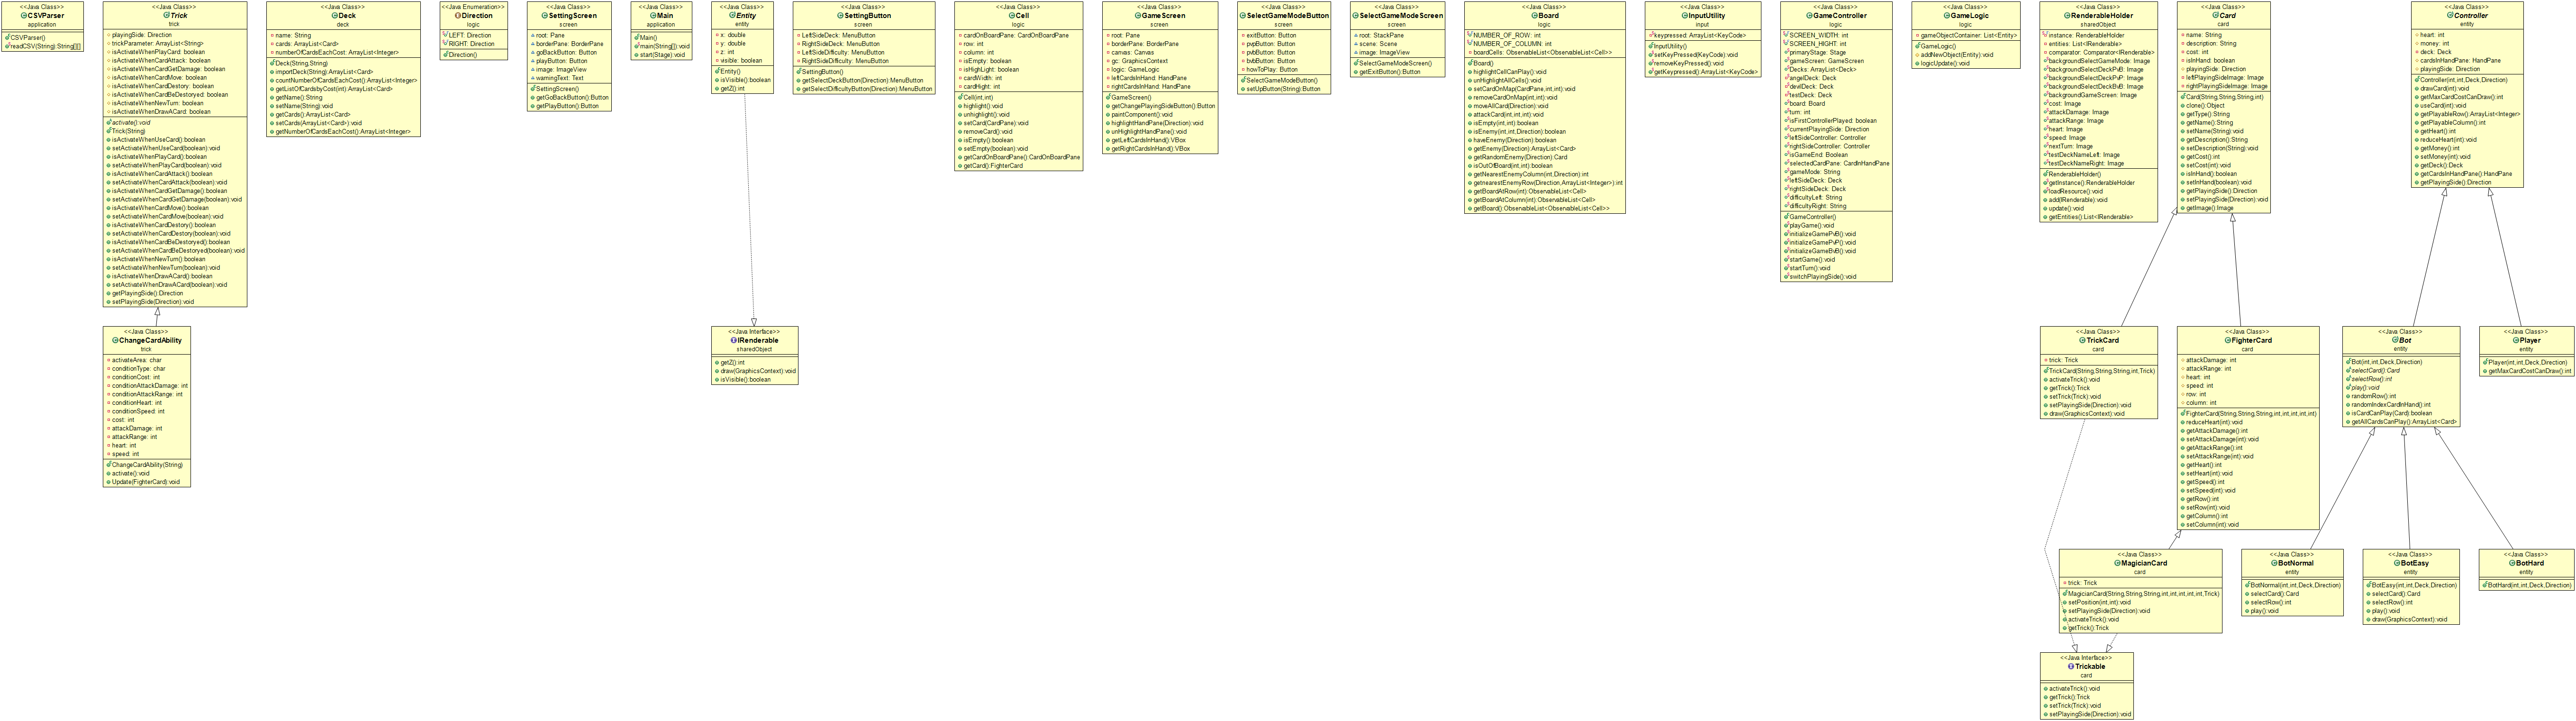 <<Java Class>>
CSVParser
application
CSVParser()
readCSV(String):String[][]
<<Java Class>>
Trick
trick
playingSide: Direction
trickParameter: ArrayList<String>
isActivateWhenPlayCard: boolean
isActivateWhenCardAttack: boolean
isActivateWhenCardGetDamage: boolean
isActivateWhenCardMove: boolean
isActivateWhenCardDestory: boolean
isActivateWhenCardBeDestoryed: boolean
isActivateWhenNewTurn: boolean
isActivateWhenDrawACard: boolean
activate():void
Trick(String)
isActivateWhenUseCard():boolean
setActivateWhenUseCard(boolean):void
isActivateWhenPlayCard():boolean
setActivateWhenPlayCard(boolean):void
isActivateWhenCardAttack():boolean
setActivateWhenCardAttack(boolean):void
isActivateWhenCardGetDamage():boolean
setActivateWhenCardGetDamage(boolean):void
isActivateWhenCardMove():boolean
setActivateWhenCardMove(boolean):void
isActivateWhenCardDestory():boolean
setActivateWhenCardDestory(boolean):void
isActivateWhenCardBeDestoryed():boolean
setActivateWhenCardBeDestoryed(boolean):void
isActivateWhenNewTurn():boolean
setActivateWhenNewTurn(boolean):void
isActivateWhenDrawACard():boolean
setActivateWhenDrawACard(boolean):void
getPlayingSide():Direction
setPlayingSide(Direction):void
<<Java Class>>
ChangeCardAbility
trick
activateArea: char
conditionType: char
conditionCost: int
conditionAttackDamage: int
conditionAttackRange: int
conditionHeart: int
conditionSpeed: int
cost: int
attackDamage: int
attackRange: int
heart: int
speed: int
ChangeCardAbility(String)
activate():void
Update(FighterCard):void
<<Java Class>>
Deck
deck
name: String
cards: ArrayList<Card>
numberOfCardsEachCost: ArrayList<Integer>
Deck(String,String)
importDeck(String):ArrayList<Card>
countNumberOfCardsEachCost():ArrayList<Integer>
getListOfCardsbyCost(int):ArrayList<Card>
getName():String
setName(String):void
getCards():ArrayList<Card>
setCards(ArrayList<Card>):void
getNumberOfCardsEachCost():ArrayList<Integer>
<<Java Enumeration>>
Direction
logic
LEFT: Direction
RIGHT: Direction
Direction()
<<Java Class>>
SettingScreen
screen
root: Pane
borderPane: BorderPane
goBackButton: Button
playButton: Button
image: ImageView
warningText: Text
SettingScreen()
getGoBackButton():Button
getPlayButton():Button
<<Java Class>>
Main
application
Main()
main(String[]):void
start(Stage):void
<<Java Class>>
Entity
entity
x: double
y: double
z: int
visible: boolean
Entity()
isVisible():boolean
getZ():int
<<Java Interface>>
IRenderable
sharedObject
getZ():int
draw(GraphicsContext):void
isVisible():boolean
<<Java Class>>
SettingButton
screen
LeftSideDeck: MenuButton
RightSideDeck: MenuButton
LeftSideDifficulty: MenuButton
RightSideDifficulty: MenuButton
SettingButton()
getSelectDeckButtton(Direction):MenuButton
getSelectDifficultyButton(Direction):MenuButton
<<Java Class>>
Cell
logic
cardOnBoardPane: CardOnBoardPane
row: int
column: int
isEmpty: boolean
isHighLight: boolean
cardWidth: int
cardHight: int
Cell(int,int)
highlight():void
unhighlight():void
setCard(CardPane):void
removeCard():void
isEmpty():boolean
setEmpty(boolean):void
getCardOnBoardPane():CardOnBoardPane
getCard():FighterCard
<<Java Class>>
GameScreen
screen
root: Pane
borderPane: BorderPane
canvas: Canvas
gc: GraphicsContext
logic: GameLogic
leftCardsInHand: HandPane
rightCardsInHand: HandPane
GameScreen()
getChangePlayingSideButton():Button
paintComponent():void
highlightHandPane(Direction):void
unHighlightHandPane():void
getLeftCardsInHand():VBox
getRightCardsInHand():VBox
<<Java Class>>
SelectGameModeButton
screen
exitButton: Button
pvpButton: Button
pvbButton: Button
bvbButton: Button
howToPlay: Button
SelectGameModeButton()
setUpButton(String):Button
<<Java Class>>
SelectGameModeScreen
screen
root: StackPane
scene: Scene
image: ImageView
SelectGameModeScreen()
getExitButton():Button
<<Java Class>>
Board
logic
NUMBER_OF_ROW: int
NUMBER_OF_COLUMN: int
boardCells: ObservableList<ObservableList<Cell>>
Board()
highlightCellCanPlay():void
unHighlightAllCells():void
setCardOnMap(CardPane,int,int):void
removeCardOnMap(int,int):void
moveAllCard(Direction):void
attackCard(int,int,int):void
isEmpty(int,int):boolean
isEnemy(int,int,Direction):boolean
haveEnemy(Direction):boolean
getEnemy(Direction):ArrayList<Card>
getRandomEnemy(Direction):Card
isOutOfBoard(int,int):boolean
getNearestEnemyColumn(int,Direction):int
getnearestEnemyRow(Direction,ArrayList<Integer>):int
getBoardAtRow(int):ObservableList<Cell>
getBoardAtColumn(int):ObservableList<Cell>
getBoard():ObservableList<ObservableList<Cell>>
<<Java Class>>
InputUtility
input
keypressed: ArrayList<KeyCode>
InputUtility()
setKeyPressed(KeyCode):void
removeKeyPressed():void
getKeypressed():ArrayList<KeyCode>
<<Java Class>>
GameController
logic
SCREEN_WIDTH: int
SCREEN_HIGHT: int
primaryStage: Stage
gameScreen: GameScreen
Decks: ArrayList<Deck>
angelDeck: Deck
devilDeck: Deck
testDeck: Deck
board: Board
turn: int
isFirstControllerPlayed: boolean
currentPlayingSide: Direction
leftSideController: Controller
rightSideController: Controller
isGameEnd: Boolean
selectedCardPane: CardInHandPane
gameMode: String
leftSideDeck: Deck
rightSideDeck: Deck
difficultyLeft: String
difficultyRight: String
GameController()
playGame():void
initializeGamePvB():void
initializeGamePvP():void
initializeGameBvB():void
startGame():void
startTurn():void
switchPlayingSide():void
<<Java Class>>
GameLogic
logic
gameObjectContainer: List<Entity>
GameLogic()
addNewObject(Entity):void
logicUpdate():void
<<Java Class>>
RenderableHolder
sharedObject
instance: RenderableHolder
entities: List<IRenderable>
comparator: Comparator<IRenderable>
backgroundSelectGameMode: Image
backgroundSelectDeckPvB: Image
backgroundSelectDeckPvP: Image
backgroundSelectDeckBvB: Image
backgroundGameScreen: Image
cost: Image
attackDamage: Image
attackRange: Image
heart: Image
speed: Image
nextTurn: Image
testDeckNameLeft: Image
testDeckNameRight: Image
RenderableHolder()
getInstance():RenderableHolder
loadResource():void
add(IRenderable):void
update():void
getEntities():List<IRenderable>
<<Java Class>>
Card
card
name: String
description: String
cost: int
isInHand: boolean
playingSide: Direction
leftPlayingSideImage: Image
rightPlayingSideImage: Image
Card(String,String,String,int)
clone():Object
getType():String
getName():String
setName(String):void
getDescription():String
setDescription(String):void
getCost():int
setCost(int):void
isInHand():boolean
setInHand(boolean):void
getPlayingSide():Direction
setPlayingSide(Direction):void
getImage():Image
<<Java Class>>
Controller
entity
heart: int
money: int
deck: Deck
cardsInHandPane: HandPane
playingSide: Direction
Controller(int,int,Deck,Direction)
drawCard(int):void
getMaxCardCostCanDraw():int
useCard(int):void
getPlayableRow():ArrayList<Integer>
getPlayableColumn():int
getHeart():int
reduceHeart(int):void
getMoney():int
setMoney(int):void
getDeck():Deck
getCardsInHandPane():HandPane
getPlayingSide():Direction
<<Java Class>>
TrickCard
card
trick: Trick
TrickCard(String,String,String,int,Trick)
activateTrick():void
getTrick():Trick
setTrick(Trick):void
setPlayingSide(Direction):void
draw(GraphicsContext):void
<<Java Class>>
FighterCard
card
attackDamage: int
attackRange: int
heart: int
speed: int
row: int
column: int
FighterCard(String,String,String,int,int,int,int,int)
reduceHeart(int):void
getAttackDamage():int
setAttackDamage(int):void
getAttackRange():int
setAttackRange(int):void
getHeart():int
setHeart(int):void
getSpeed():int
setSpeed(int):void
getRow():int
setRow(int):void
getColumn():int
setColumn(int):void
<<Java Class>>
Bot
entity
Bot(int,int,Deck,Direction)
selectCard():Card
selectRow():int
play():void
randomRow():int
randomIndexCardInHand():int
isCardCanPlay(Card):boolean
getAllCardsCanPlay():ArrayList<Card>
<<Java Class>>
Player
entity
Player(int,int,Deck,Direction)
getMaxCardCostCanDraw():int
<<Java Class>>
MagicianCard
card
trick: Trick
MagicianCard(String,String,String,int,int,int,int,int,Trick)
setPosition(int,int):void
setPlayingSide(Direction):void
activateTrick():void
getTrick():Trick
<<Java Class>>
BotNormal
entity
BotNormal(int,int,Deck,Direction)
selectCard():Card
selectRow():int
play():void
<<Java Class>>
BotEasy
entity
BotEasy(int,int,Deck,Direction)
selectCard():Card
selectRow():int
play():void
draw(GraphicsContext):void
<<Java Class>>
BotHard
entity
BotHard(int,int,Deck,Direction)
<<Java Interface>>
Trickable
card
activateTrick():void
getTrick():Trick
setTrick(Trick):void
setPlayingSide(Direction):void